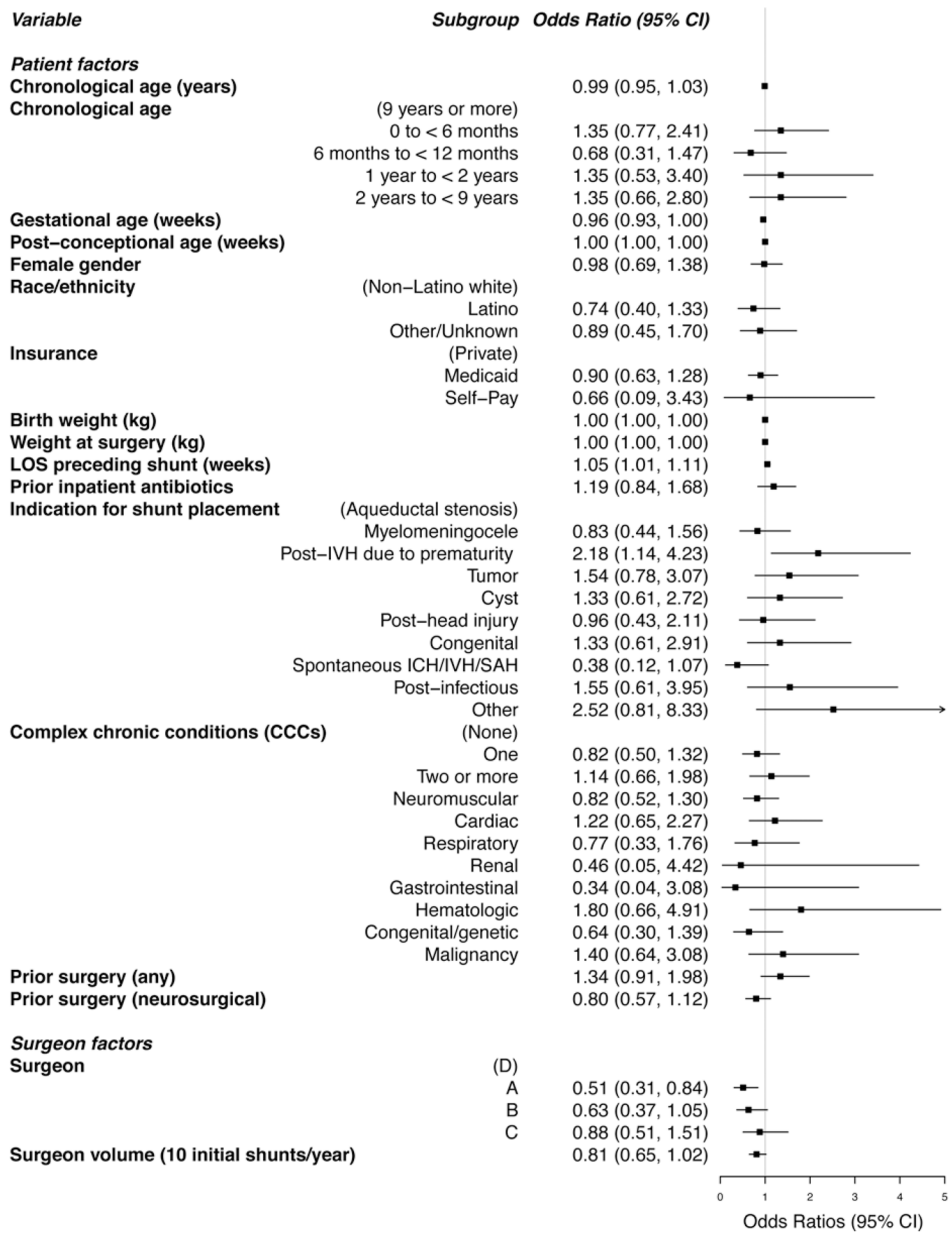 Variable Subgroup Odds Ratio (95% CI)
Patient factors
Chronological age (years) 0.99 (0.95, 1.03)
Chronological age (9 years or more)
0 to < 6 months 1.35 (0.77, 2.41)
6 months to < 12 months 0.68 (0.31, 1.47)
1 year to < 2 years 1.35 (0.53, 3.40)
2 years to < 9 years 1.35 (0.66, 2.80)
Gestational age (weeks) 0.96 (0.93, 1.00)
Post−conceptional age (weeks) 1.00 (1.00, 1.00)
Female gender 0.98 (0.69, 1.38)
Race/ethnicity (Non−Latino white)
Latino 0.74 (0.40, 1.33)
Other/Unknown 0.89 (0.45, 1.70)
Insurance (Private)
Medicaid 0.90 (0.63, 1.28)
Self−Pay 0.66 (0.09, 3.43)
Birth weight (kg) 1.00 (1.00, 1.00)
Weight at surgery (kg) 1.00 (1.00, 1.00)
LOS preceding shunt (weeks) 1.05 (1.01, 1.11)
Prior inpatient antibiotics 1.19 (0.84, 1.68)
Indication for shunt placement (Aqueductal stenosis)
Myelomeningocele 0.83 (0.44, 1.56)
Post−IVH due to prematurity 2.18 (1.14, 4.23)
Tumor 1.54 (0.78, 3.07)
Cyst 1.33 (0.61, 2.72)
Post−head injury 0.96 (0.43, 2.11)
Congenital 1.33 (0.61, 2.91)
Spontaneous ICH/IVH/SAH 0.38 (0.12, 1.07)
Post−infectious 1.55 (0.61, 3.95)
Other 2.52 (0.81, 8.33)
Complex chronic conditions (CCCs) (None)
One 0.82 (0.50, 1.32)
Two or more 1.14 (0.66, 1.98)
Neuromuscular 0.82 (0.52, 1.30)
Cardiac 1.22 (0.65, 2.27)
Respiratory 0.77 (0.33, 1.76)
Renal 0.46 (0.05, 4.42)
Gastrointestinal 0.34 (0.04, 3.08)
Hematologic 1.80 (0.66, 4.91)
Congenital/genetic 0.64 (0.30, 1.39)
Malignancy 1.40 (0.64, 3.08)
Prior surgery (any) 1.34 (0.91, 1.98)
Prior surgery (neurosurgical) 0.80 (0.57, 1.12)
Surgeon factors
Surgeon (D)
A 0.51 (0.31, 0.84)
B 0.63 (0.37, 1.05)
C 0.88 (0.51, 1.51)
Surgeon volume (10 initial shunts/year) 0.81 (0.65, 1.02)
0 1 2 3 4 5
Odds Ratios (95% CI)